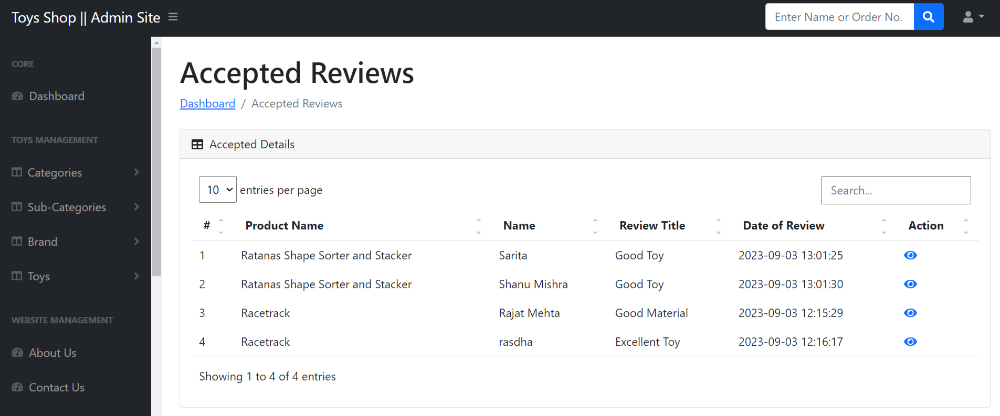 Toys Shop || Admin Site
Enter Name or Order No.
CORE
Dashboard
TOYS MANAGEMENT
Categories
Sub-Categories
Brand
Toys
WEBSITE MANAGEMENT
About Us
Contact Us
Accepted Reviews
Dashboard / Accepted Reviews
Accepted Details
10 entries per page
Search...
# Product Name Name Review Title Date of Review Action
1 Ratanas Shape Sorter and Stacker Sarita Good Toy 2023-09-03 13:01:25
2 Ratanas Shape Sorter and Stacker Shanu Mishra Good Toy 2023-09-03 13:01:30
3 Racetrack Rajat Mehta Good Material 2023-09-03 12:15:29
4 Racetrack rasdha Excellent Toy 2023-09-03 12:16:17
Showing 1 to 4 of 4 entries